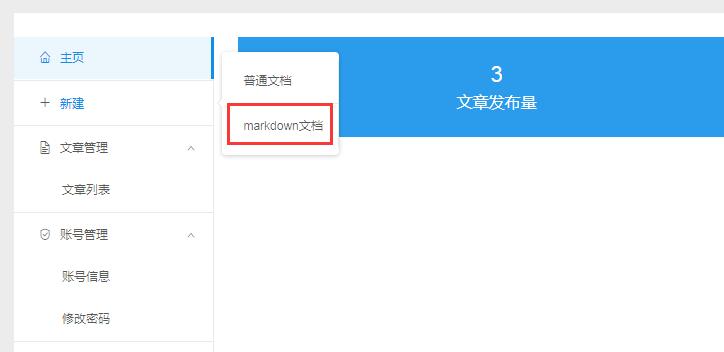 主页
新建
文章管理
文章列表
账号管理
账号信息
修改密码
普通文档
markdown文档
3
文章发布量